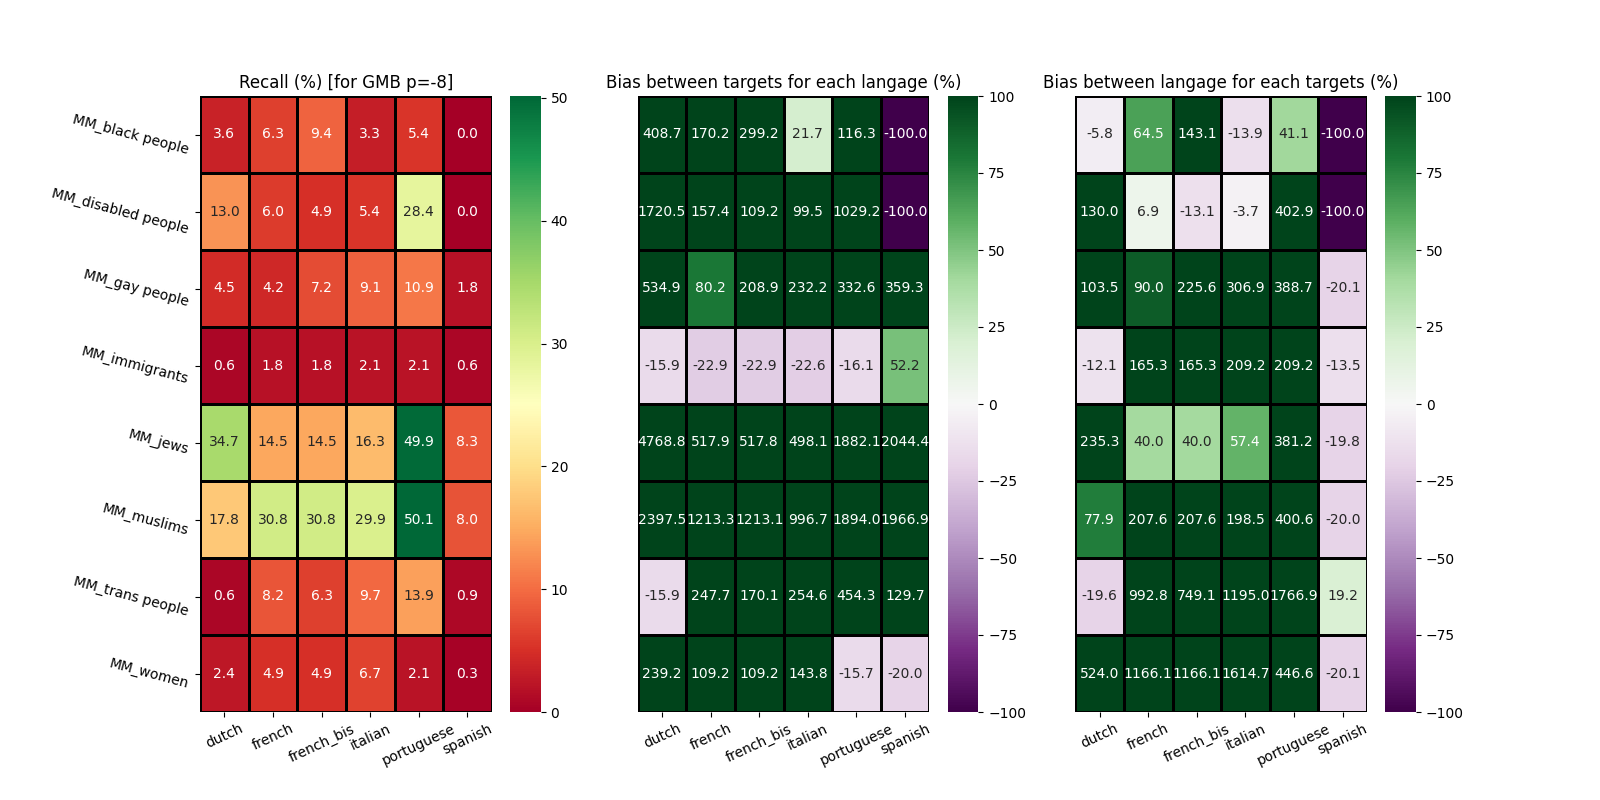 Recall (%) [for GMB p=-8]
Bias between targets for each langage (%)
Bias between langage for each targets (%)
MM_black people
3.6 6.3 9.4 3.3 5.4 0.0
408.7 170.2 299.2 21.7 116.3 -100.0
-5.8 64.5 143.1 -13.9 41.1 -100.0
MM_disabled people
13.0 6.0 4.9 5.4 28.4 0.0
1720.5 157.4 109.2 99.5 1029.2 -100.0
130.0 6.9 -13.1 -3.7 402.9 -100.0
MM_gay people
4.5 4.2 7.2 9.1 10.9 1.8
534.9 80.2 208.9 232.2 332.6 359.3
103.5 90.0 225.6 306.9 388.7 -20.1
MM_immigrants
0.6 1.8 1.8 2.1 2.1 0.6
-15.9 -22.9 -22.9 -22.6 -16.1 52.2
-12.1 165.3 165.3 209.2 209.2 -13.5
MM_jews
34.7 14.5 14.5 16.3 49.9 8.3
4768.8 517.9 517.8 498.1 1882.1 2044.4
235.3 40.0 40.0 57.4 381.2 -19.8
MM_muslims
17.8 30.8 30.8 29.9 50.1 8.0
2397.5 1213.3 1213.1 996.7 1894.0 1966.9
77.9 207.6 207.6 198.5 400.6 -20.0
MM_trans people
0.6 8.2 6.3 9.7 13.9 0.9
-15.9 247.7 170.1 254.6 454.3 129.7
-19.6 992.8 749.1 1195.0 1766.9 19.2
MM_women
2.4 4.9 4.9 6.7 2.1 0.3
239.2 109.2 109.2 143.8 -15.7 -20.0
524.0 1166.1 1166.1 1614.7 446.6 -20.1
dutch french french_bis italian portuguese spanish
dutch french french_bis italian portuguese spanish
dutch french french_bis italian portuguese spanish
50
40
30
20
10
0
100
75
50
25
0
−25
−50
−75
−100
100
75
50
25
0
−25
−50
−75
−100